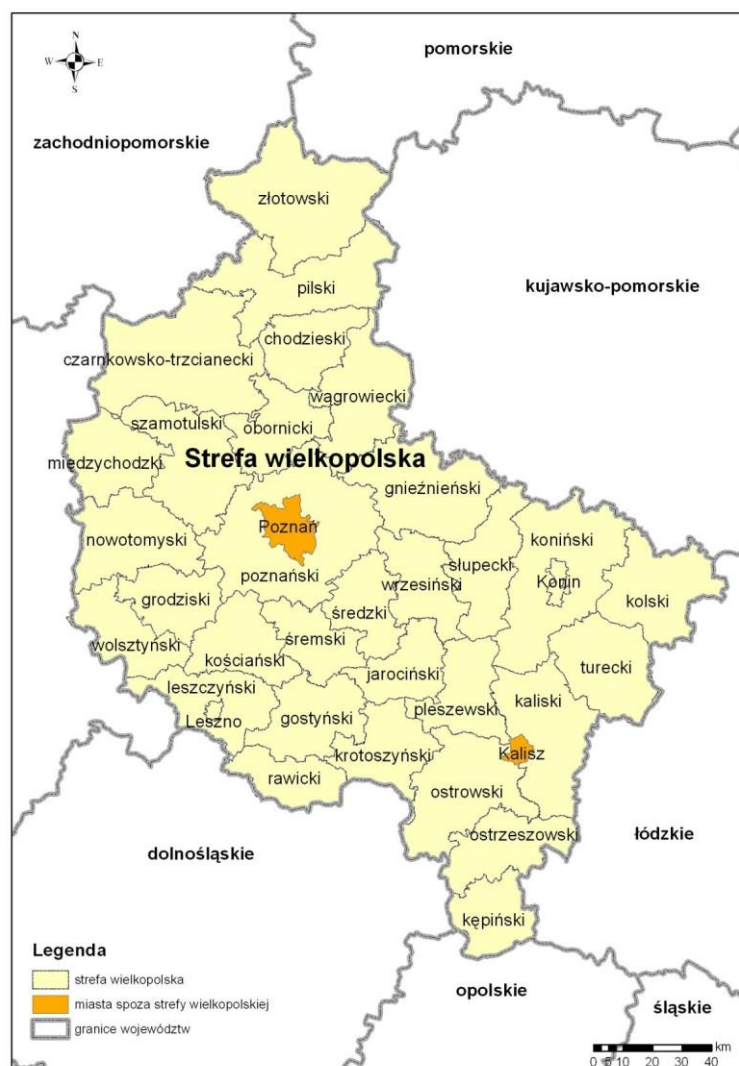 N
W E
S
pomorskie
zachodniopomorskie
złotowski
kujawsko-pomorskie
pilski
chodzieski
czarnkowsko-trzcianecki
wągrowiecki
szamotulski
obornicki
międzychodzki
Strefa wielkopolska
gnieźnieński
Poznań
nowotomyski
koniński
słupecki
poznański
wrzesiński
Konin
grodziski
kolski
średzki
wolsztyński
śremski
kościański
jarociński
turecki
leszczyński
kaliski
Leszno
gostyński
pleszewski
krotoszyński
Kalisz
rawicki
ostrowski
ostrzeszowski
łódzkie
dolnośląskie
kępiński
Legenda
strefa wielkopolska
miasta spoza strefy wielkopolskiej
granice województw
opolskie
śląskie
km
0 5 10 20 30 40